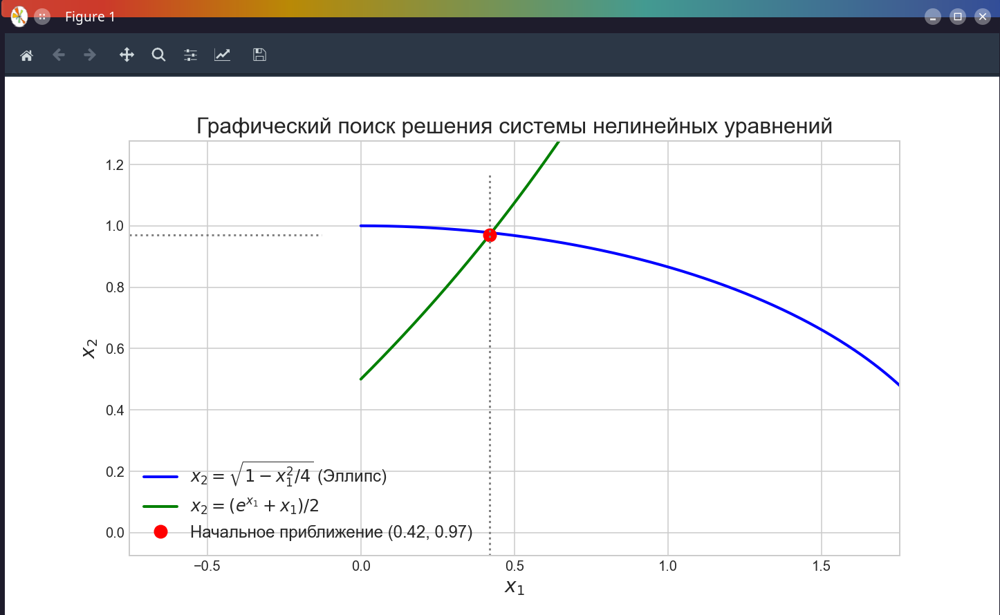 Figure 1
Графический поиск решения системы нелинейных уравнений
1.2
1.0
0.8
0.6
0.4
0.2
0.0
x₂
x₂ = √(1 − x₁²/4) (Эллипс)
x₂ = (e^x₁ + x₁)/2
Начальное приближение (0.42, 0.97)
−0.5 0.0 0.5 1.0 1.5
x₁